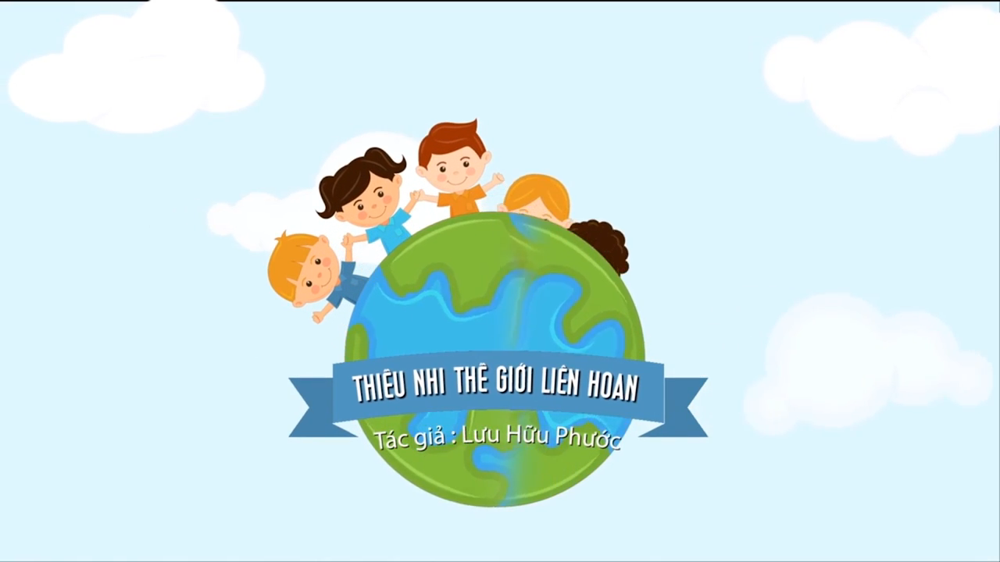 THIẾU NHI THẾ GIỚI LIÊN HOAN
Tác giả : Lưu Hữu Phước